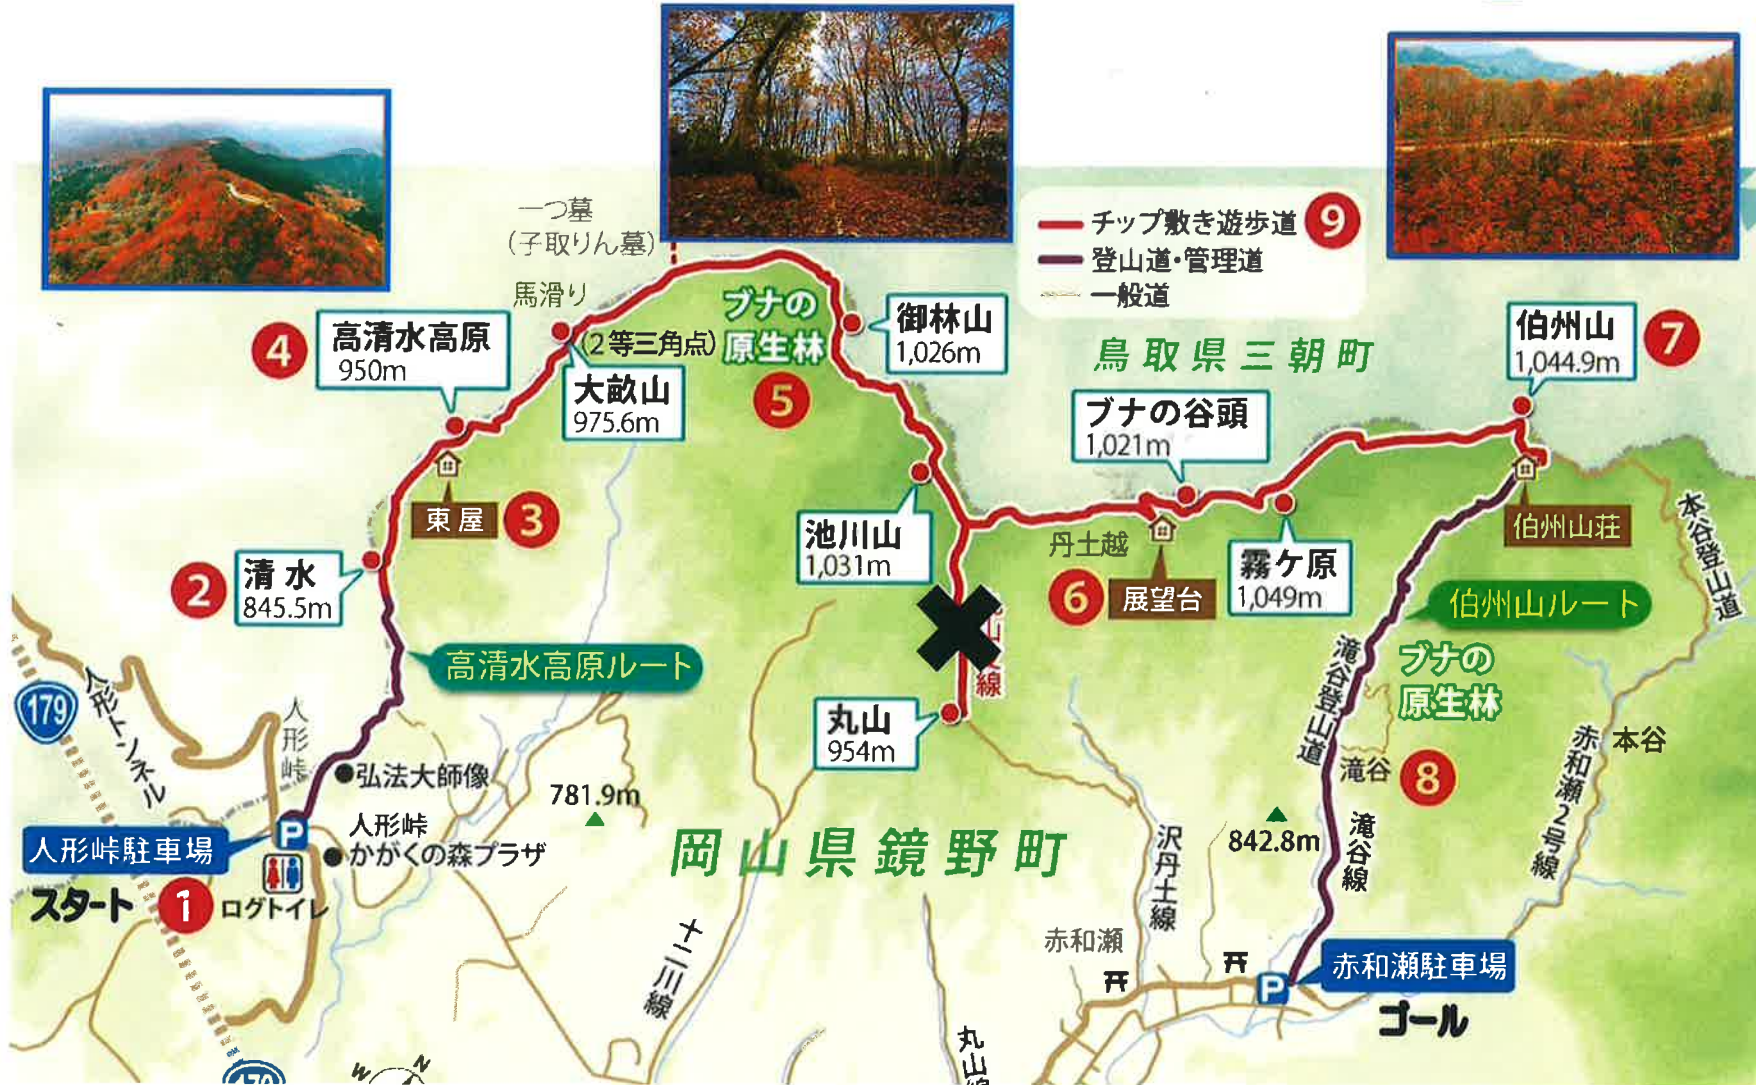 一つ墓
(子取りん墓)
馬滑り
チップ敷き遊歩道
9
登山道・管理道
一般道
4
高清水高原
950m
(2等三角点)
大畝山
975.6m
ブナの
原生林
5
御林山
1,026m
鳥取県三朝町
伯州山
1,044.9m
7
ブナの谷頭
1,021m
東屋
3
2
清水
845.5m
池川山
1,031m
丹土越
6
展望台
霧ケ原
1,049m
伯州山荘
本谷登山道
伯州山ルート
高清水高原ルート
線
丸山
954m
滝谷登山道
ブナの
原生林
滝谷
8
本谷
赤和瀬2号線
179
人形トンネル
人形峠
弘法大師像
人形峠
かがくの森プラザ
781.9m
P
人形峠駐車場
スタート
1
ログトイレ
岡山県鏡野町
842.8m
滝谷線
沢丹土線
十二川線
赤和瀬
P
赤和瀬駐車場
ゴール
丸山
W
N